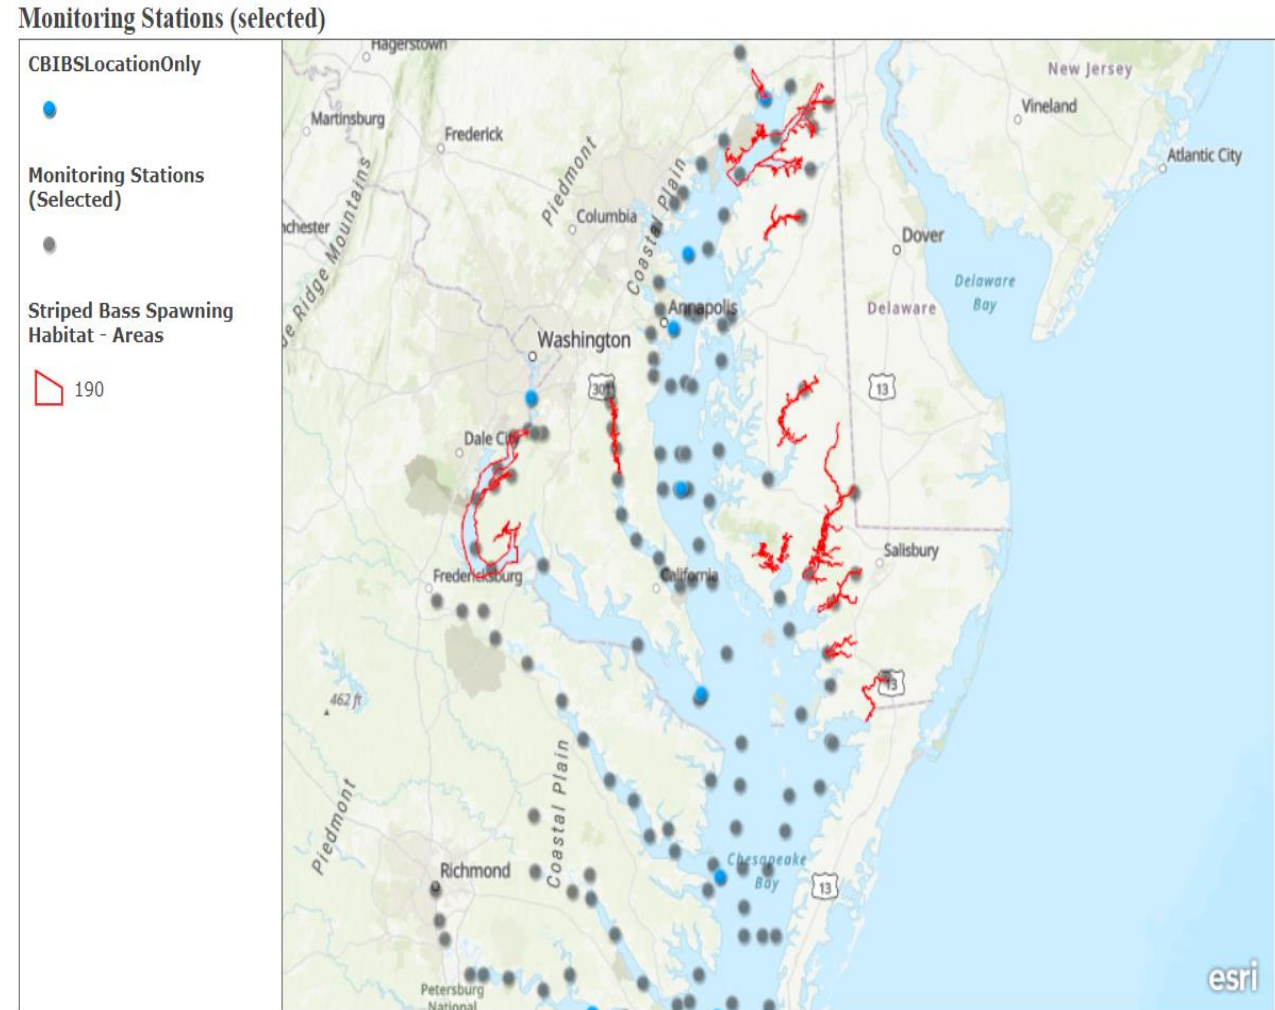 Monitoring Stations (selected)
CBIBSLocationOnly
Monitoring Stations
(Selected)
Striped Bass Spawning
Habitat - Areas
190
Hagerstown
New Jersey
Martinsburg
Vineland
Frederick
Piedmont
Atlantic City
Columbia
nchester
Coastal Plain
Dover
ue Ridge Mountains
Delaware
Bay
Annapolis
Delaware
Washington
301
13
Dale City
Salisbury
Fredericksburg
California
13
462 ft
Coastal Plain
Piedmont
Richmond
Chesapeake
Bay
13
Petersburg
National
esri